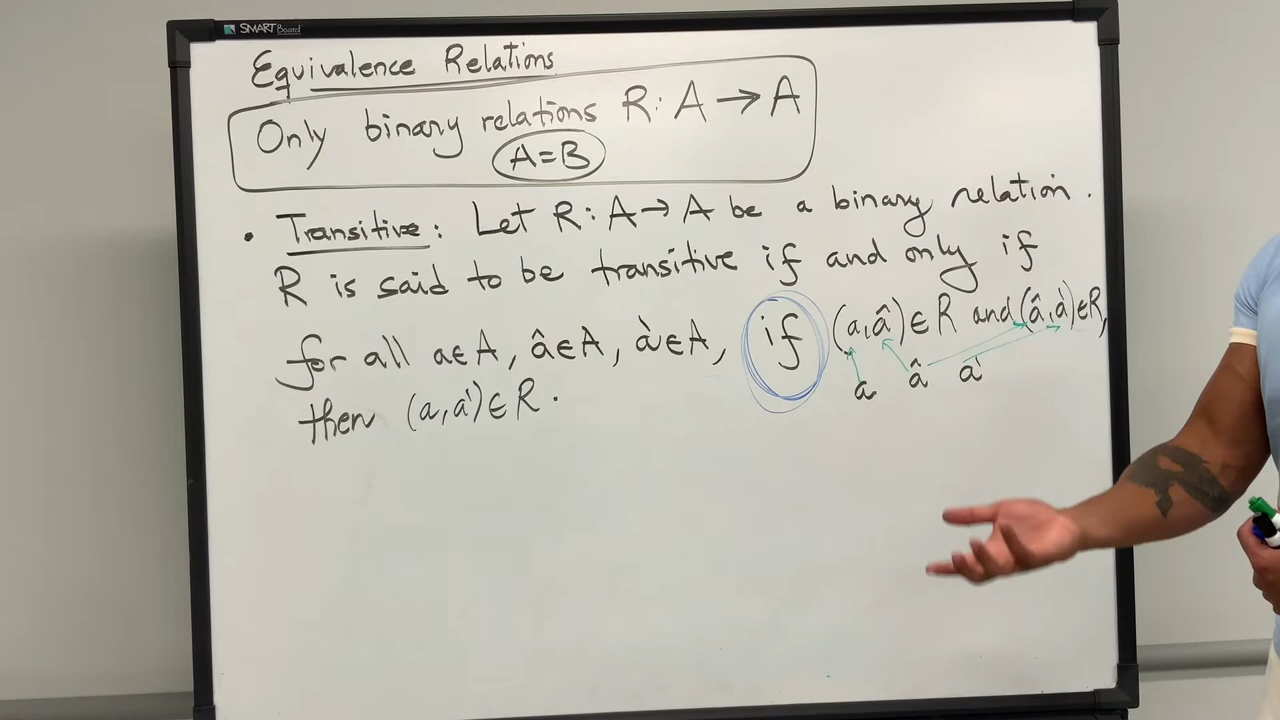 SMART Board
Equivalence Relations
Only binary relations R: A → A
A=B
• Transitive: Let R: A → A be a binary relation.
R is said to be transitive if and only if
for all a∈A, â∈A, à∈A, if (a,â)∈R and (â,à)∈R,
a â à
then (a,à)∈R.